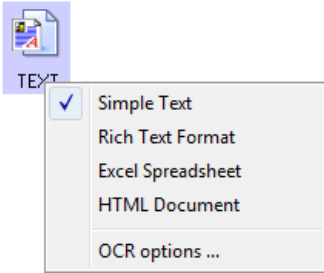 TEXT
Simple Text
Rich Text Format
Excel Spreadsheet
HTML Document
OCR options ...